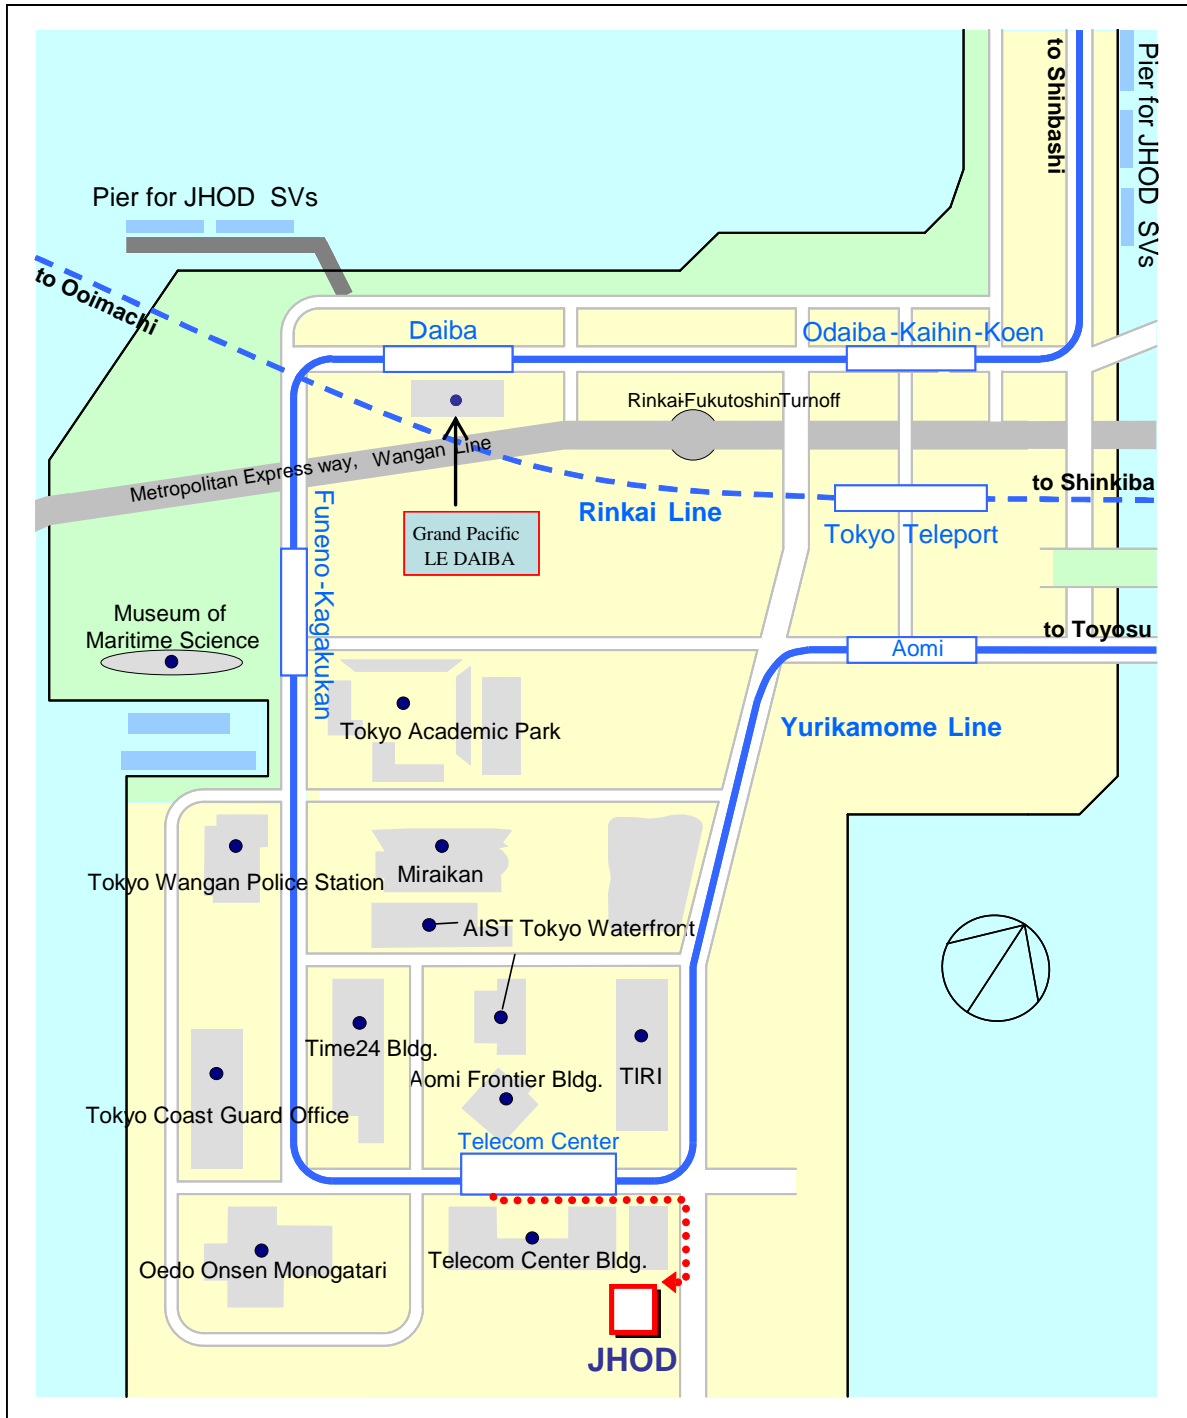 to Shinbashi
Pier for JHOD SVs
Pier for JHOD SVs
to Ooimachi
Daiba
Odaiba-Kaihin-Koen
Rinkai-FukutoshinTurnoff
Metropolitan Express way, Wangan Line
to Shinkiba
Rinkai Line
Grand Pacific
LE DAIBA
Tokyo Teleport
Funeno-Kagakukan
Museum of
Maritime Science
to Toyosu
Aomi
Tokyo Academic Park
Yurikamome Line
Tokyo Wangan Police Station
Miraikan
AIST Tokyo Waterfront
Time24 Bldg.
Aomi Frontier Bldg.
TIRI
Tokyo Coast Guard Office
Telecom Center
Oedo Onsen Monogatari
Telecom Center Bldg.
JHOD